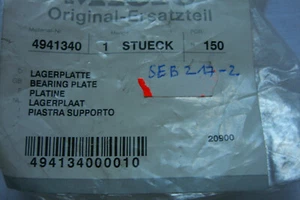 Original-Ersatzteil
4941340 1 STUECK 150
LAGERPLATTE
BEARING PLATE
PLATINE
LAGERPLAAT
PIASTRA SUPPORTO
SEB 217-2
20900
494134000010